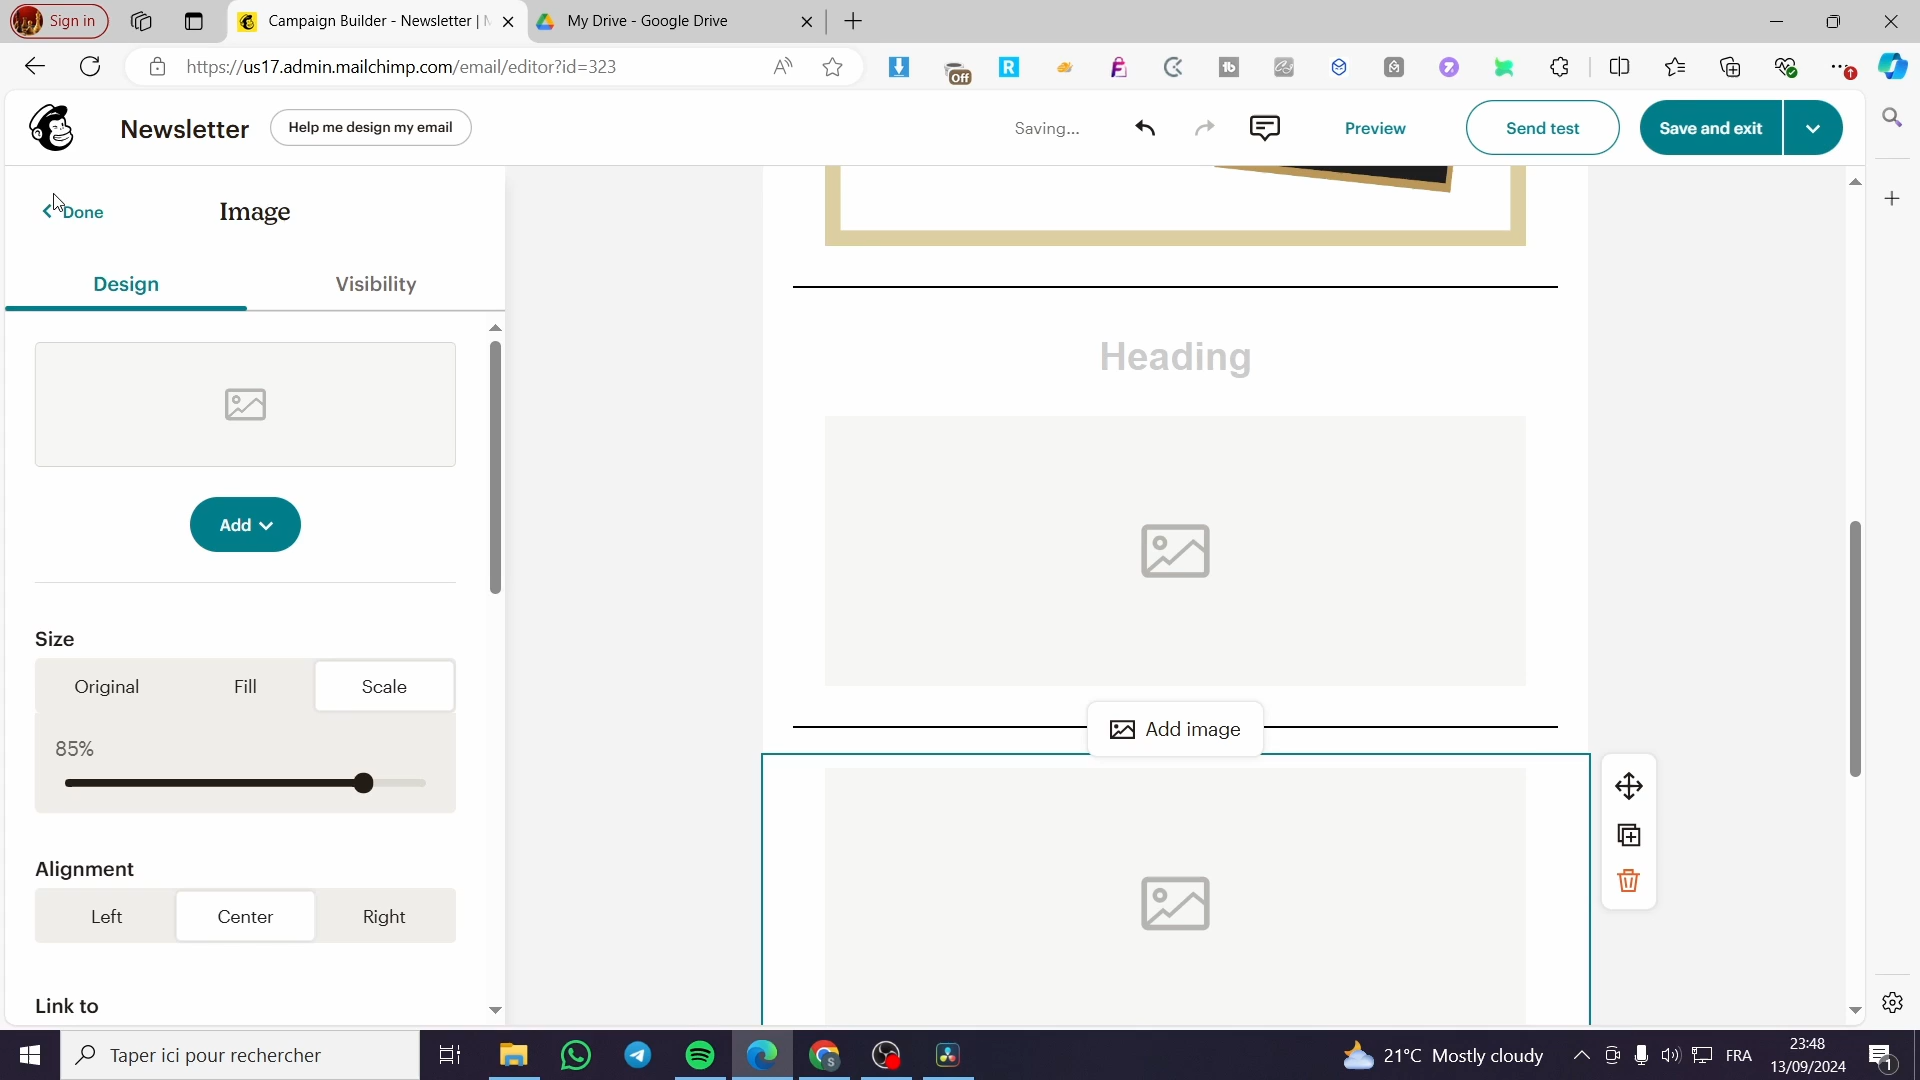 Sign in
Campaign Builder - Newsletter |
My Drive - Google Drive
https://us17.admin.mailchimp.com/email/editor?id=323
Off
Newsletter
Help me design my email
Saving...
Preview
Send test
Save and exit
Done
Image
Design
Visibility
Add
Size
Original
Fill
Scale
85%
Alignment
Left
Center
Right
Link to
Heading
Add image
Taper ici pour rechercher
21°C Mostly cloudy
FRA
23:48
13/09/2024
1